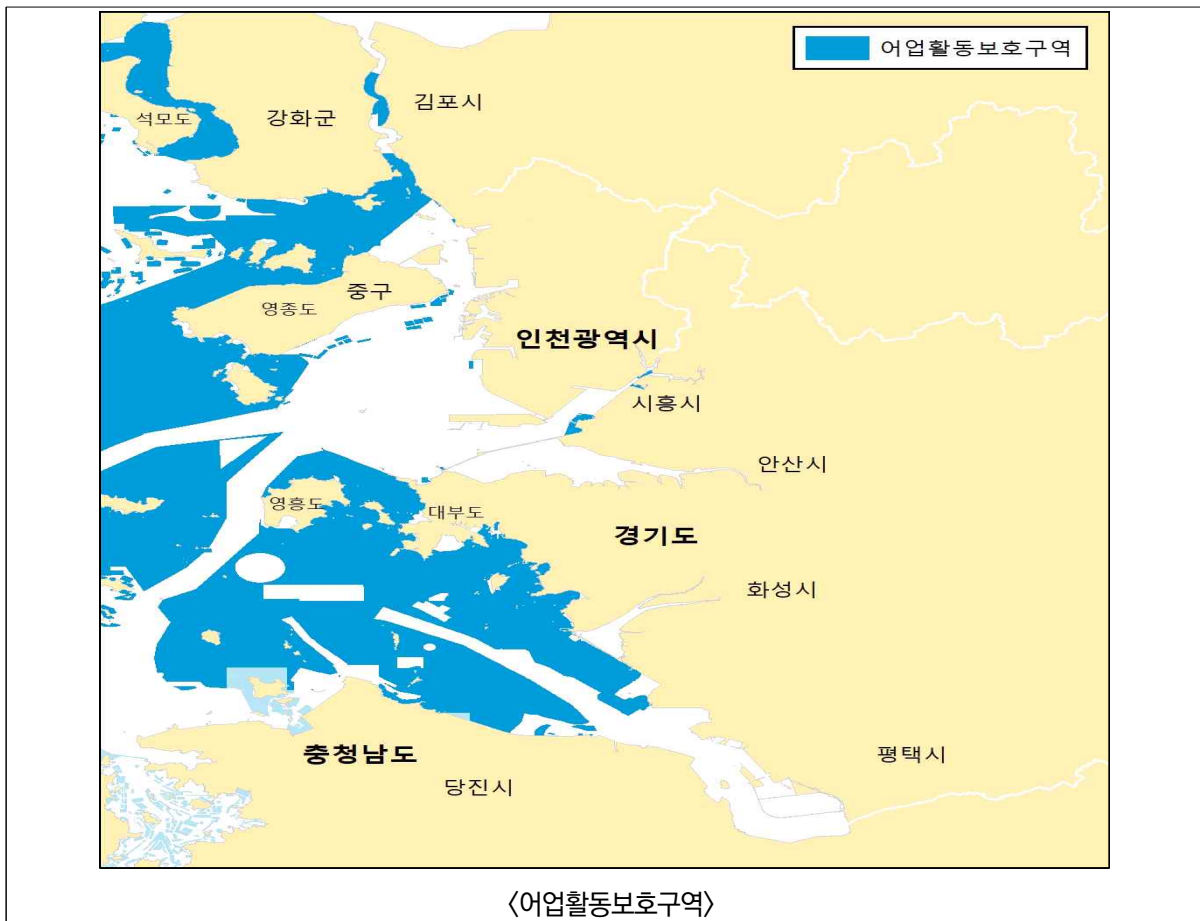 어업활동보호구역
김포시
석모도
강화군
중구
영종도
인천광역시
시흥시
안산시
영흥도
대부도
경기도
화성시
충청남도
평택시
당진시
〈어업활동보호구역〉